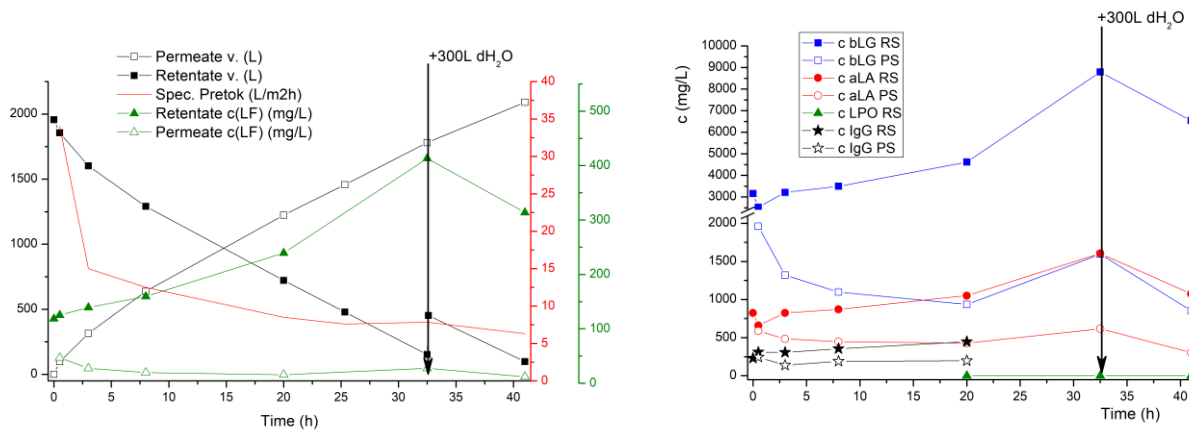 +300L dH₂O
Permeate v. (L)
Retentate v. (L)
Spec. Pretok (L/m2h)
Retentate c(LF) (mg/L)
Permeate c(LF) (mg/L)
2000
1500
1000
500
0
40
35
30
25
20
15
10
5
0
500
400
300
200
100
0
0 5 10 15 20 25 30 35 40
Time (h)
+300L dH₂O
c bLG RS
c bLG PS
c aLA RS
c aLA PS
c LPO RS
c IgG RS
c IgG PS
c (mg/L)
10000
9000
8000
7000
6000
5000
4000
3000
2000
1500
1000
500
0
0 5 10 15 20 25 30 35 40
Time (h)